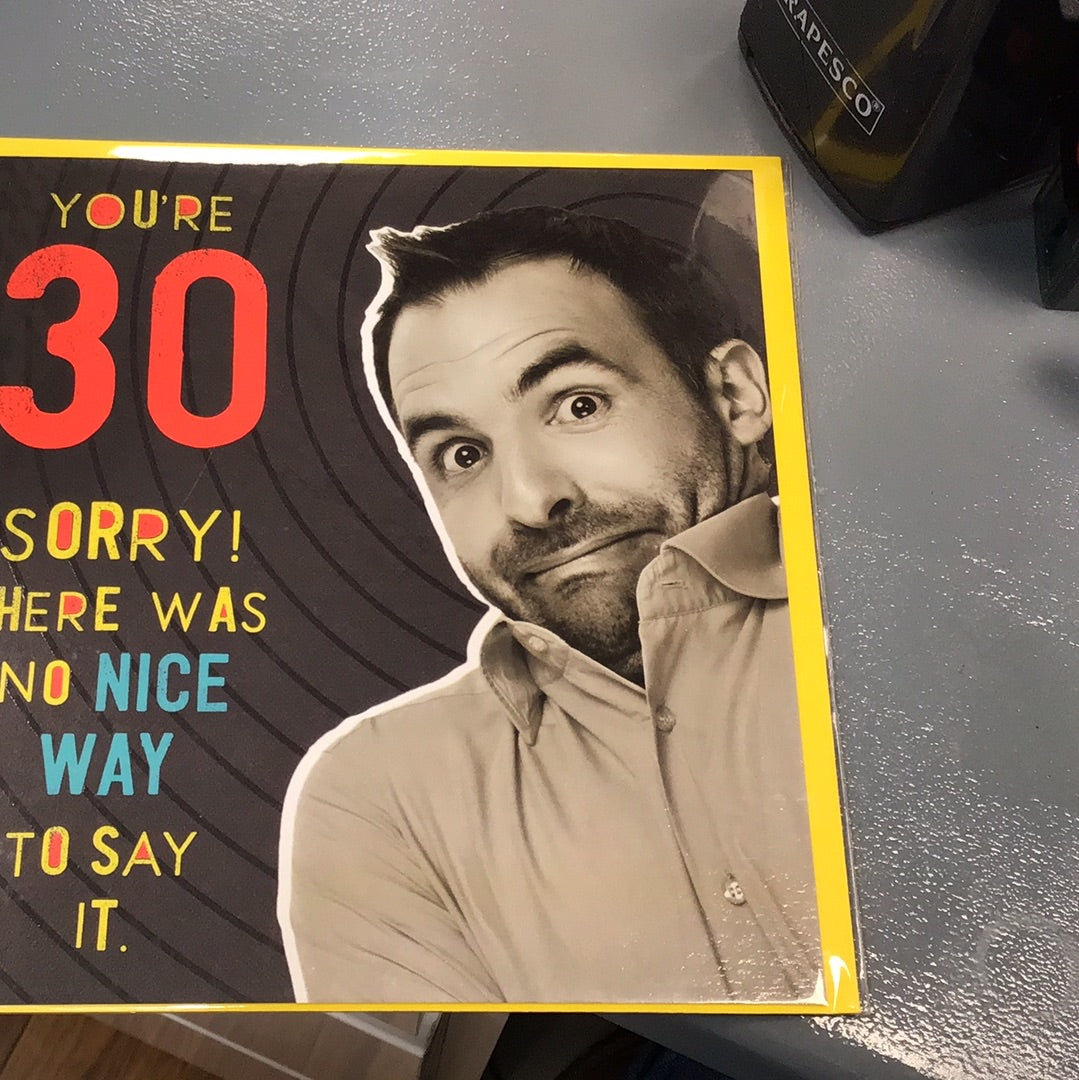 YOU'RE
30
SORRY!
HERE WAS
NO NICE
WAY
TO SAY
IT.
RAPESCO®